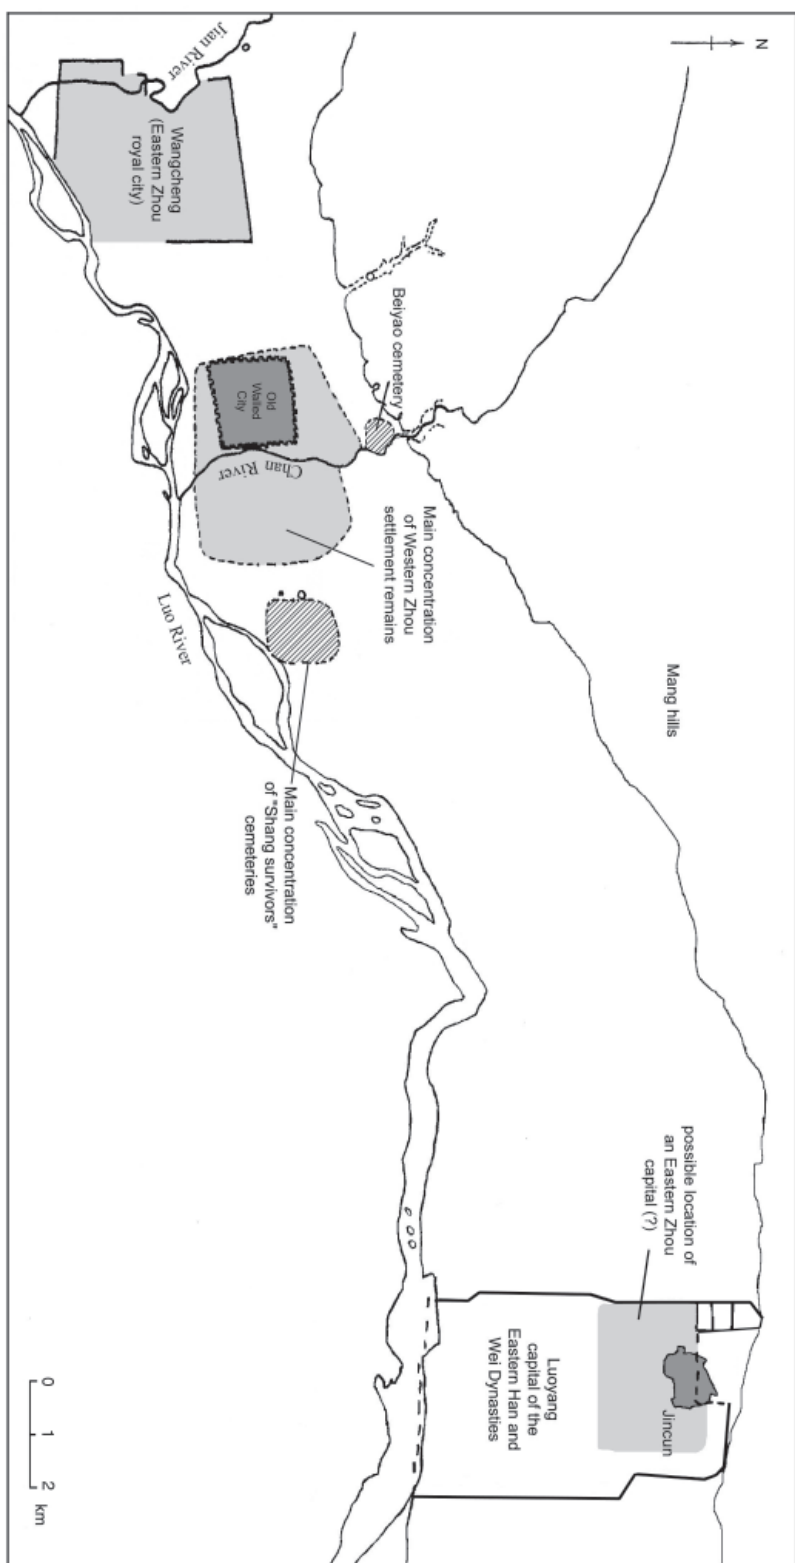 N
Jian River
Wangcheng
(Eastern Zhou
royal city)
Beiyao cemetery
Old
Walled
City
Chan River
Main concentration
of Western Zhou
settlement remains
Luo River
Mang hills
Main concentration
of "Shang survivors"
cemeteries
possible location of
an Eastern Zhou
capital (?)
Jincun
Luoyang
capital of the
Eastern Han and
Wei Dynasties
0 1 2 km